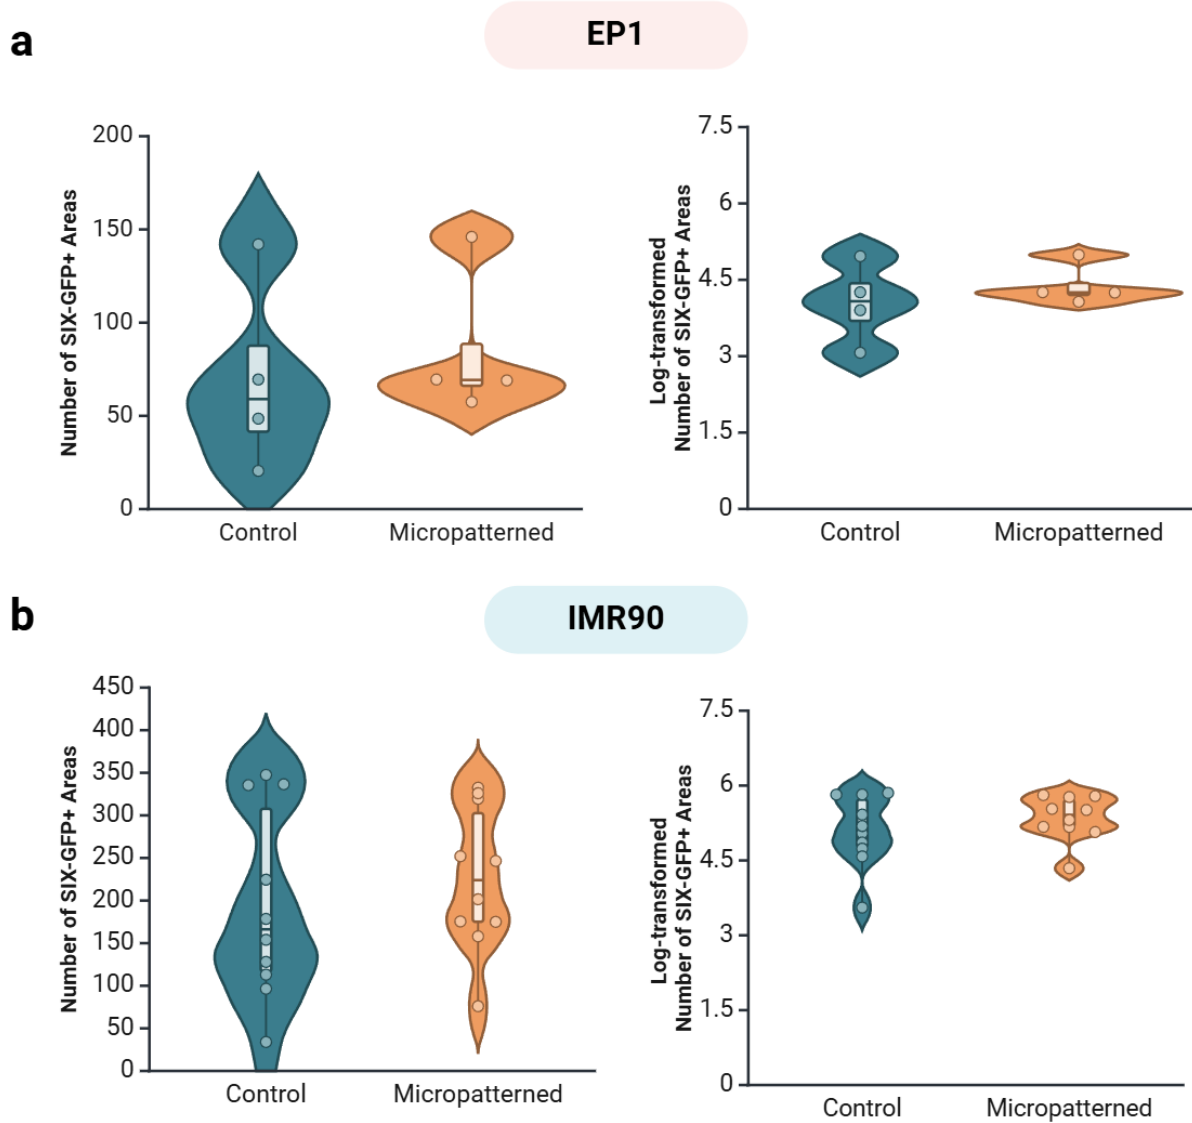 a
EP1
200
150
100
50
0
Number of SIX-GFP+ Areas
Control
Micropatterned
7.5
6
4.5
3
1.5
0
Log-transformed
Number of SIX-GFP+ Areas
Control
Micropatterned
b
IMR90
450
400
350
300
250
200
150
100
50
0
Number of SIX-GFP+ Areas
Control
Micropatterned
7.5
6
4.5
3
1.5
0
Log-transformed
Number of SIX-GFP+ Areas
Control
Micropatterned